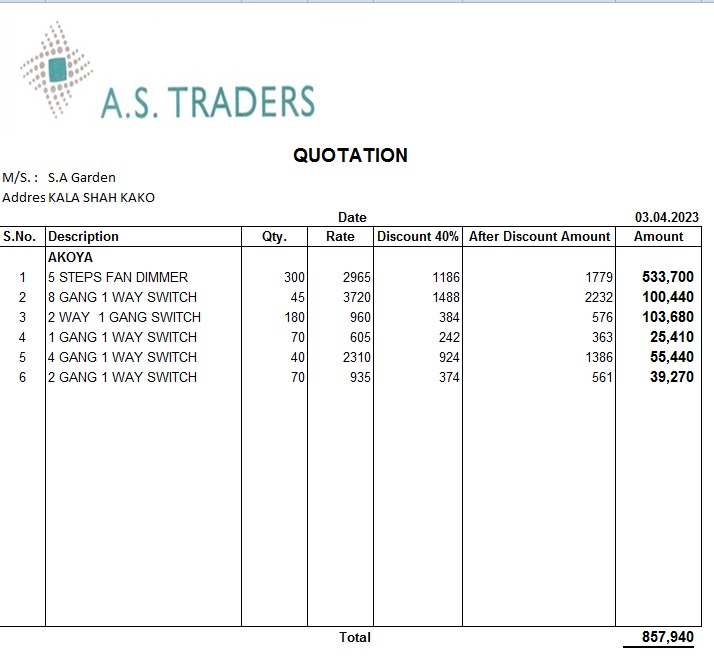 A.S. TRADERS
QUOTATION
M/S. : S.A Garden
Addres KALA SHAH KAKO
Date 03.04.2023
S.No. Description Qty. Rate Discount 40% After Discount Amount Amount
AKOYA
1 5 STEPS FAN DIMMER 300 2965 1186 1779 533,700
2 8 GANG 1 WAY SWITCH 45 3720 1488 2232 100,440
3 2 WAY  1 GANG SWITCH 180 960 384 576 103,680
4 1 GANG 1 WAY SWITCH 70 605 242 363 25,410
5 4 GANG 1 WAY SWITCH 40 2310 924 1386 55,440
6 2 GANG 1 WAY SWITCH 70 935 374 561 39,270
Total 857,940